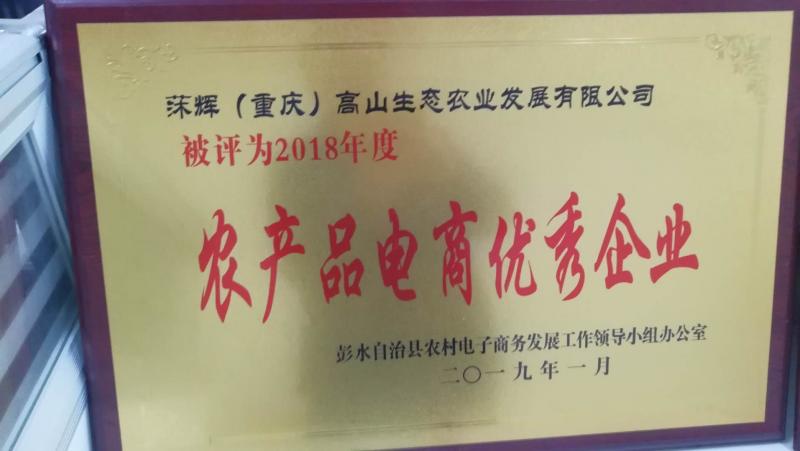 莯辉（重庆）高山生态农业发展有限公司
被评为2018年度
农产品电商优秀企业
彭水自治县农村电子商务发展工作领导小组办公室
二〇一九年一月